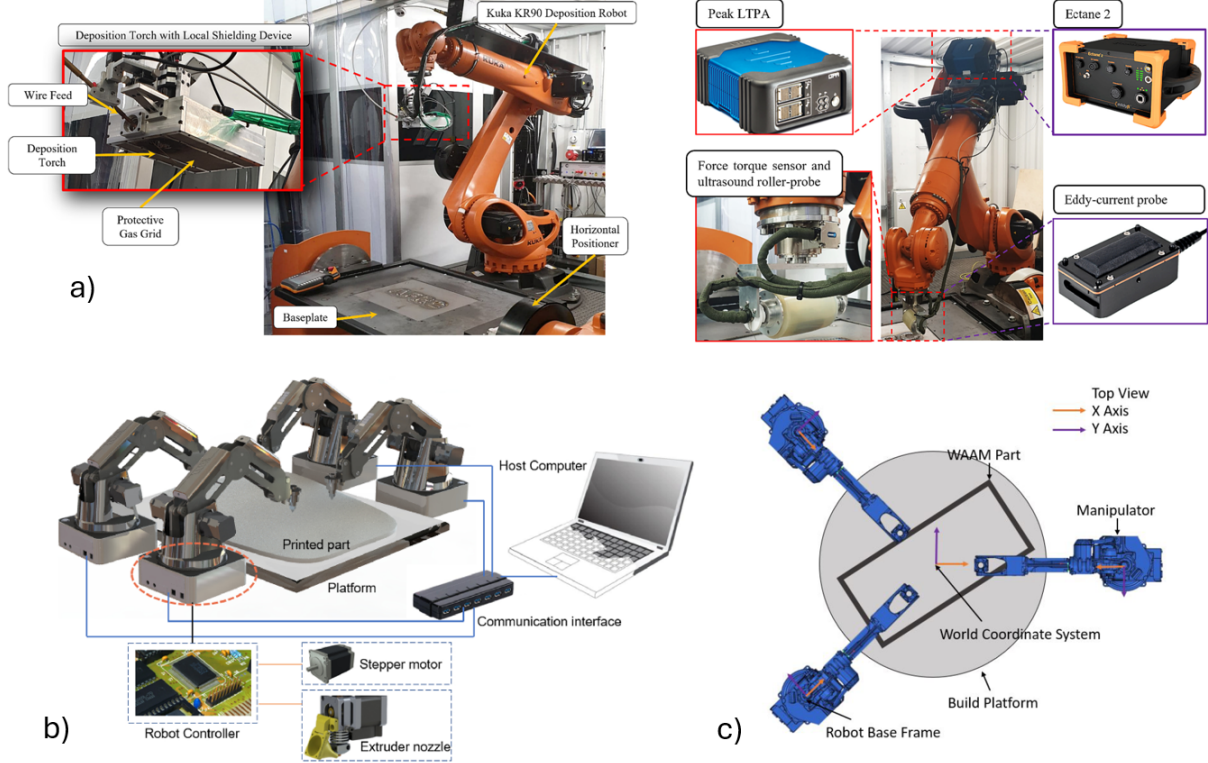 Kuka KR90 Deposition Robot
Deposition Torch with Local Shielding Device
Wire Feed
Deposition
Torch
Protective
Gas Grid
Horizontal
Positioner
Baseplate
KUKA
a)
Peak LTPA
Ectane 2
Force torque sensor and
ultrasound roller-probe
Eddy-current probe
Host Computer
Printed part
Platform
Communication interface
Stepper motor
Robot Controller
Extruder nozzle
b)
Top View
X Axis
Y Axis
WAAM Part
Manipulator
World Coordinate System
Build Platform
Robot Base Frame
c)